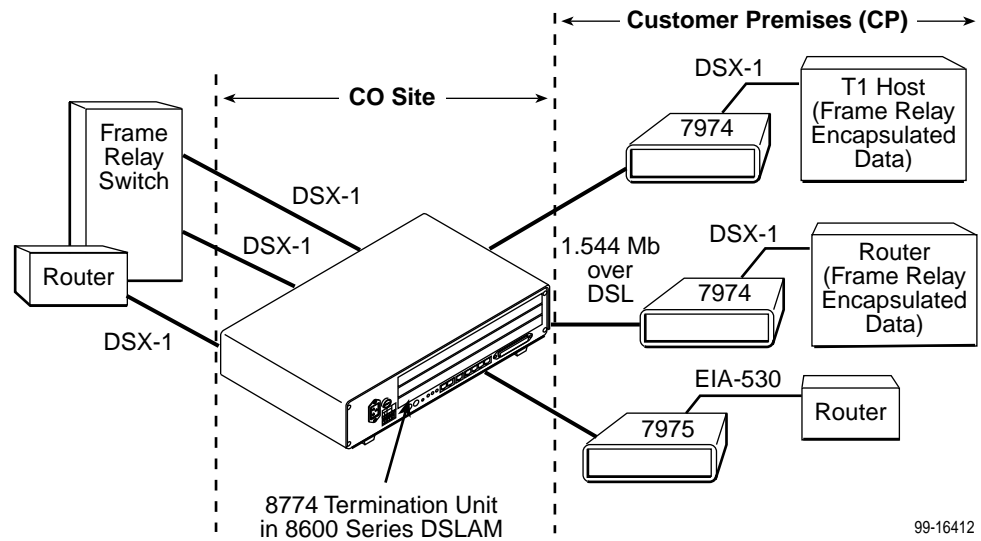 Customer Premises (CP)
CO Site
Frame
Relay
Switch
Router
DSX-1
DSX-1
DSX-1
8774 Termination Unit
in 8600 Series DSLAM
DSX-1
7974
T1 Host
(Frame Relay
Encapsulated
Data)
1.544 Mb
over
DSL
DSX-1
7974
Router
(Frame Relay
Encapsulated
Data)
EIA-530
7975
Router
99-16412